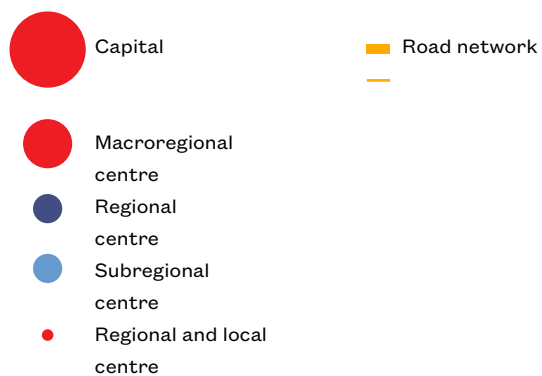 Capital
Road network
Macroregional
centre
Regional
centre
Subregional
centre
Regional and local
centre